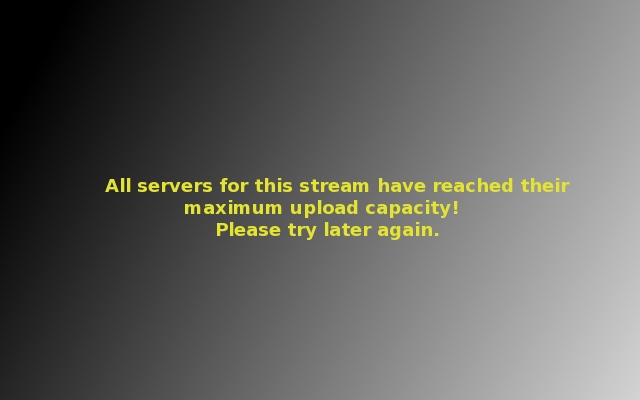 All servers for this stream have reached their
maximum upload capacity!
Please try later again.